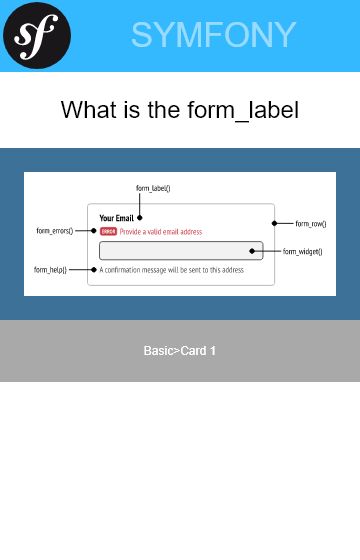 sf
SYMFONY
What is the form_label
form_label()
Your Email
form_errors()
ERROR Provide a valid email address
form_row()
form_widget()
form_help()
A confirmation message will be sent to this address
Basic>Card 1